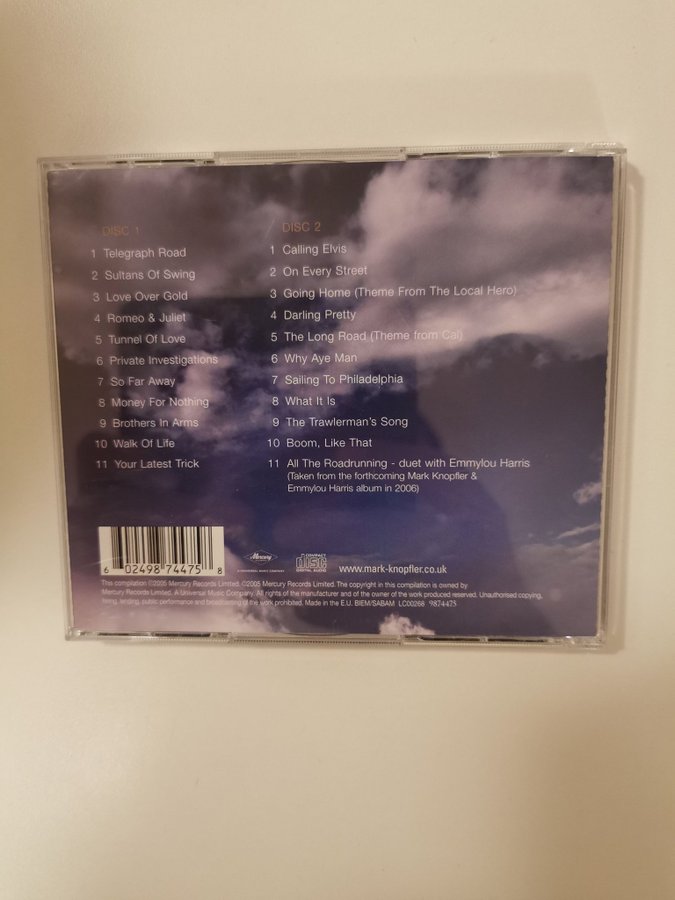 DISC 1
1 Telegraph Road
2 Sultans Of Swing
3 Love Over Gold
4 Romeo & Juliet
5 Tunnel Of Love
6 Private Investigations
7 So Far Away
8 Money For Nothing
9 Brothers In Arms
10 Walk Of Life
11 Your Latest Trick
DISC 2
1 Calling Elvis
2 On Every Street
3 Going Home (Theme From The Local Hero)
4 Darling Pretty
5 The Long Road (Theme from Cal)
6 Why Aye Man
7 Sailing To Philadelphia
8 What It Is
9 The Trawlerman's Song
10 Boom, Like That
11 All The Roadrunning - duet with Emmylou Harris
(Taken from the forthcoming Mark Knopfler &
Emmylou Harris album in 2006)
6 02498 74475 8
Mercury
A UNIVERSAL MUSIC COMPANY
COMPACT
disc
DIGITAL AUDIO
www.mark-knopfler.co.uk
This compilation ℗2005 Mercury Records Limited, ©2005 Mercury Records Limited. The copyright in this compilation is owned by
Mercury Records Limited. A Universal Music Company. All rights of the manufacturer and of the owner of the work produced reserved. Unauthorised copying,
hiring, lending, public performance and broadcasting of the work prohibited. Made in the E.U. BIEM/SABAM LC00268 9874475